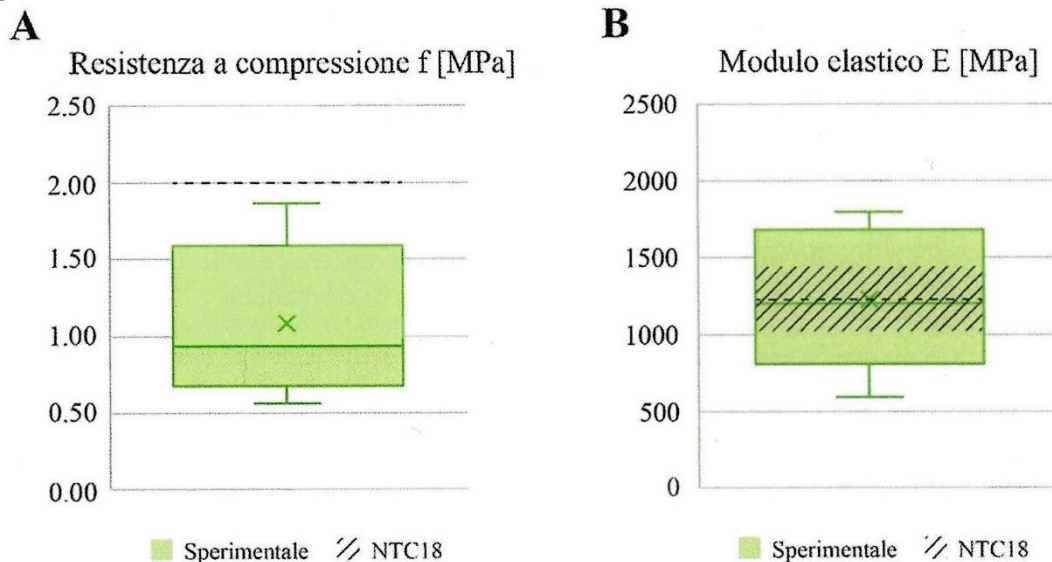 A
Resistenza a compressione f [MPa]
2.50
2.00
1.50
1.00
0.50
0.00
Sperimentale NTC18
B
Modulo elastico E [MPa]
2500
2000
1500
1000
500
0
Sperimentale NTC18